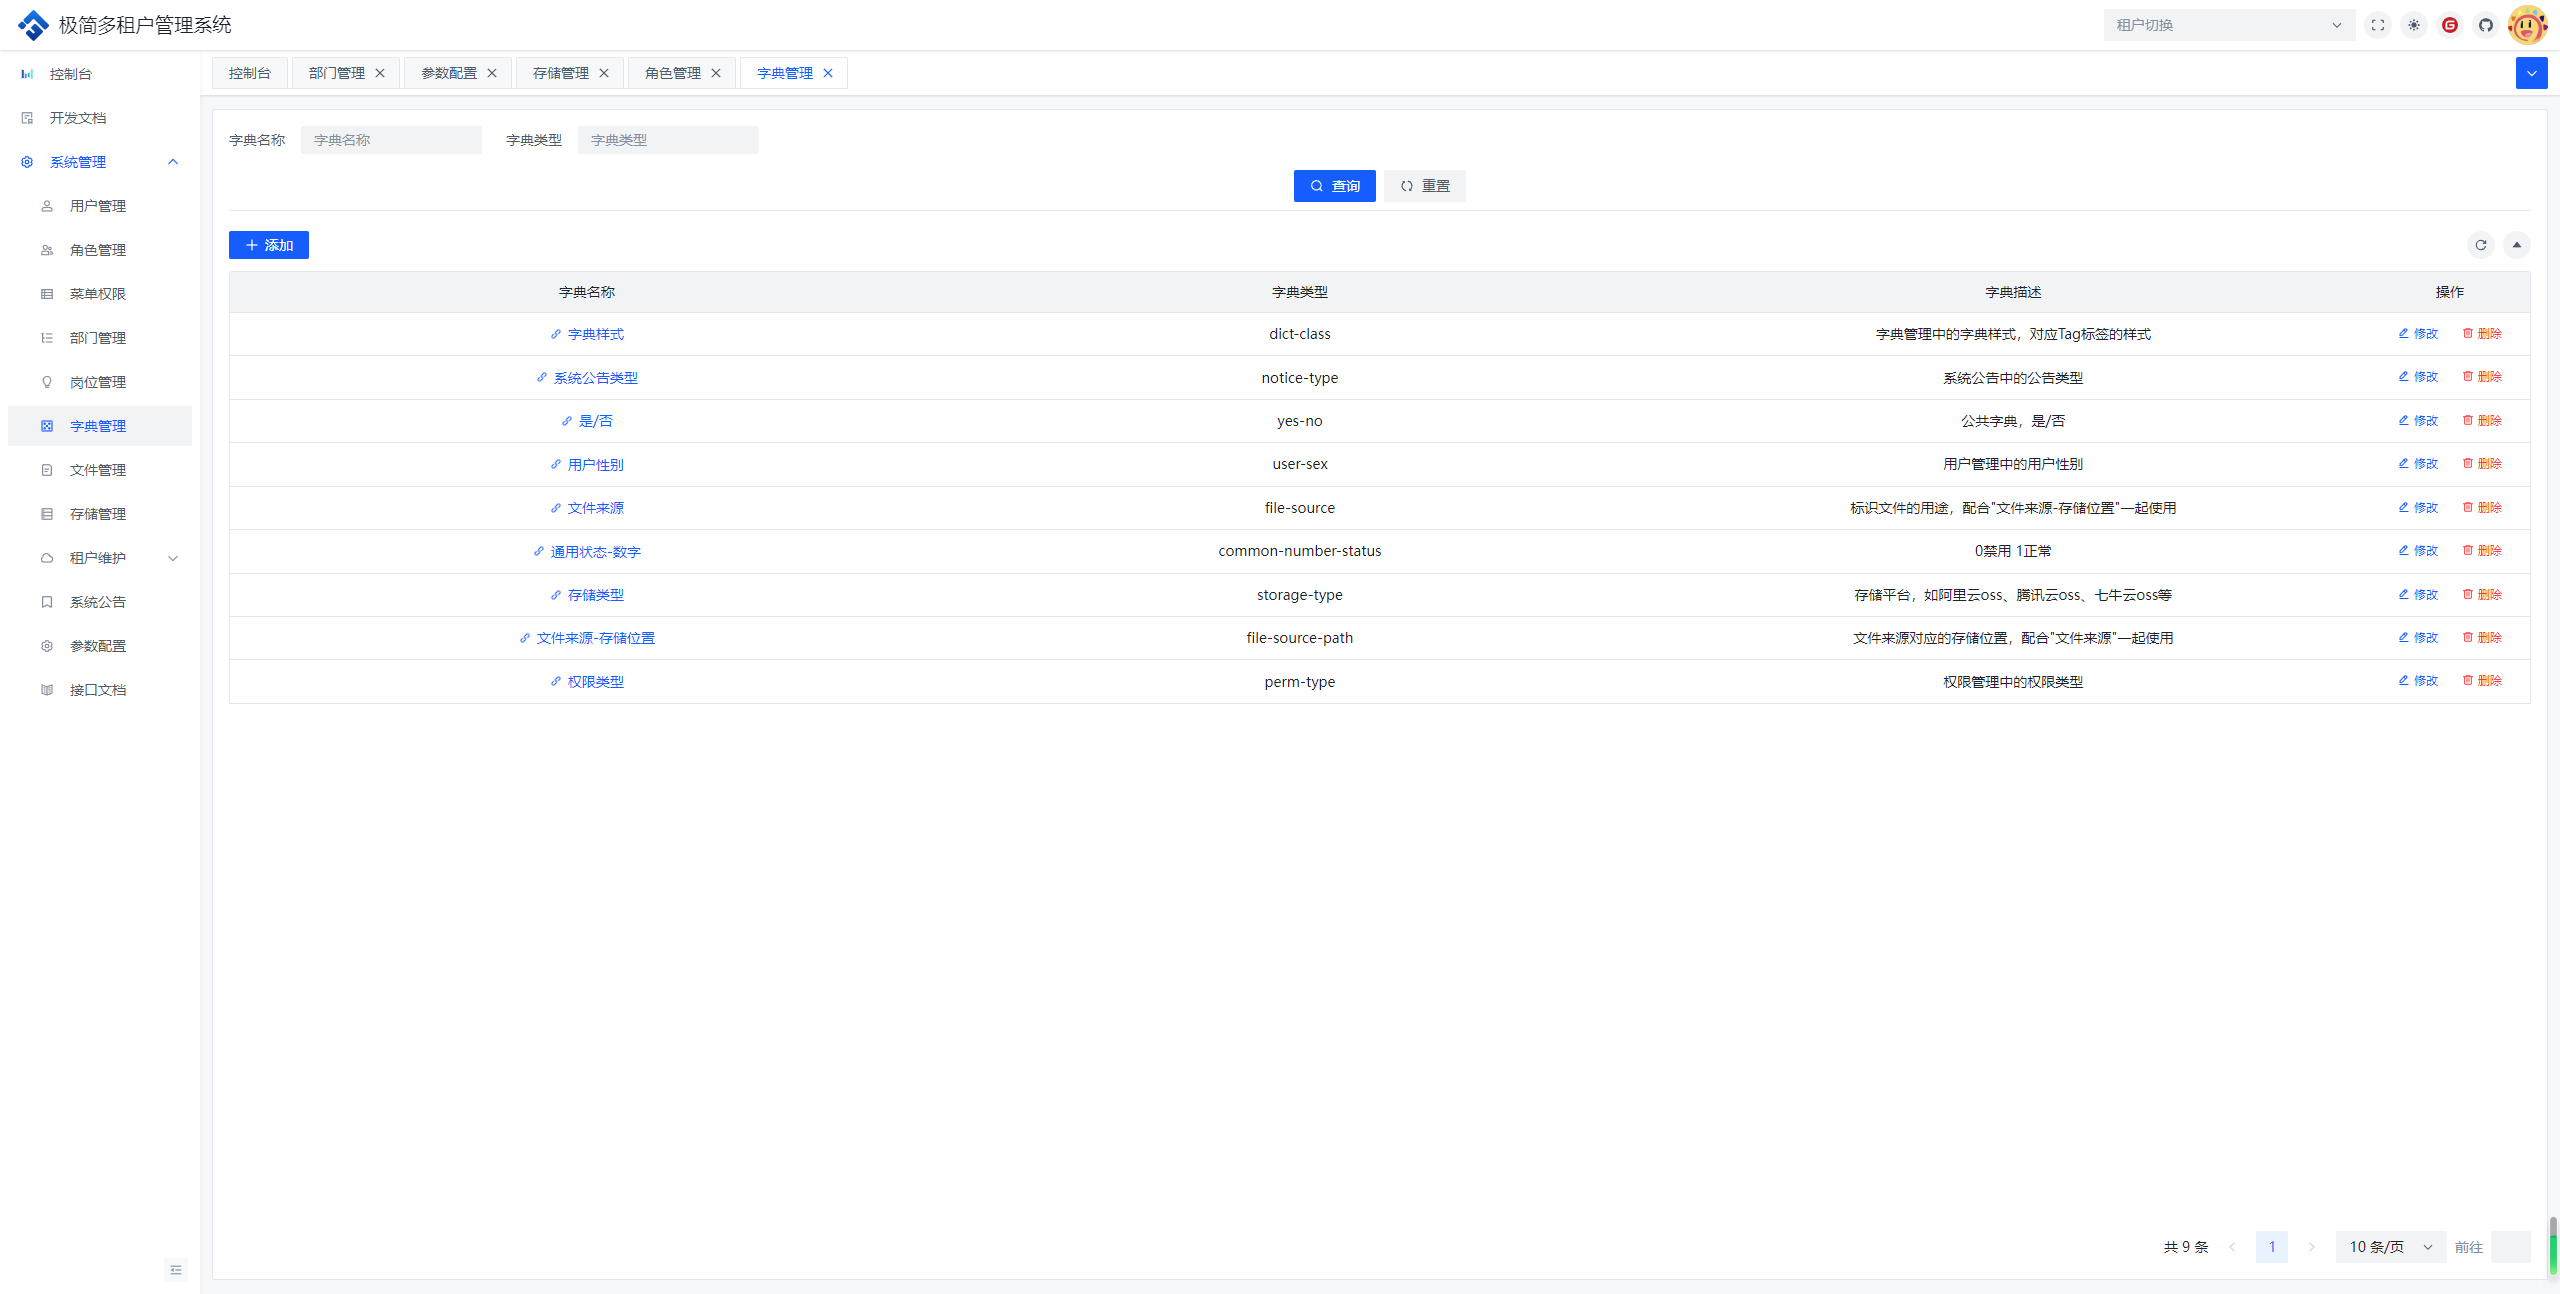 极简多租户管理系统
租户切换
控制台
开发文档
系统管理
用户管理
角色管理
菜单权限
部门管理
岗位管理
字典管理
文件管理
存储管理
租户维护
系统公告
参数配置
接口文档
控制台 部门管理 参数配置 存储管理 角色管理 字典管理
字典名称 字典名称 字典类型 字典类型
查询 重置
添加
字典名称 字典类型 字典描述 操作
字典样式 dict-class 字典管理中的字典样式，对应Tag标签的样式 修改 删除
系统公告类型 notice-type 系统公告中的公告类型 修改 删除
是/否 yes-no 公共字典，是/否 修改 删除
用户性别 user-sex 用户管理中的用户性别 修改 删除
文件来源 file-source 标识文件的用途，配合"文件来源-存储位置"一起使用 修改 删除
通用状态-数字 common-number-status 0禁用 1正常 修改 删除
存储类型 storage-type 存储平台，如阿里云oss、腾讯云oss、七牛云oss等 修改 删除
文件来源-存储位置 file-source-path 文件来源对应的存储位置，配合"文件来源"一起使用 修改 删除
权限类型 perm-type 权限管理中的权限类型 修改 删除
共 9 条 1 10 条/页 前往